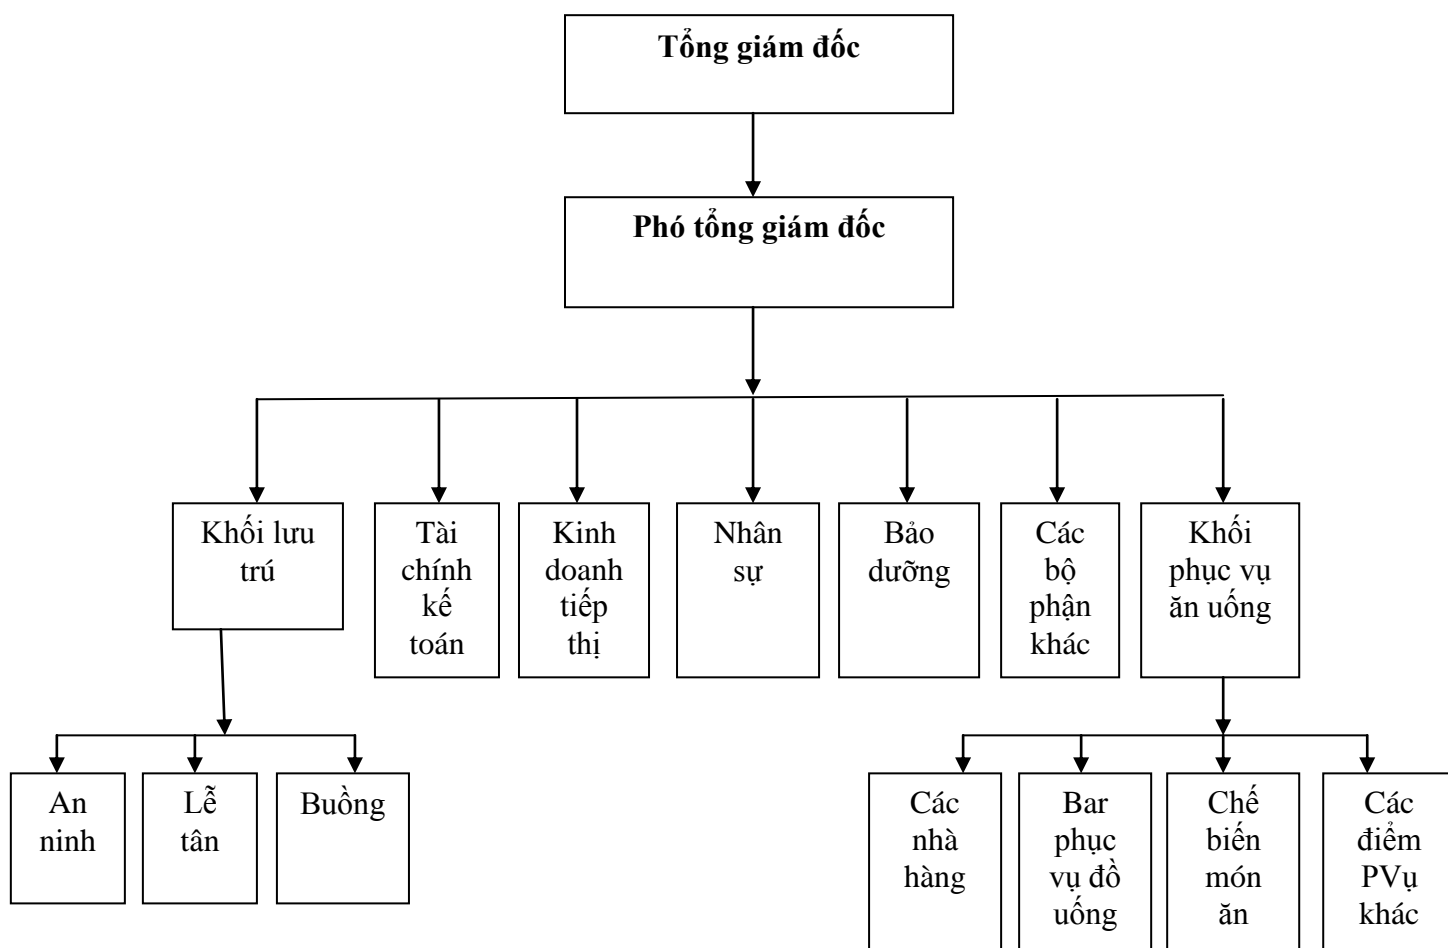 Tổng giám đốc
Phó tổng giám đốc
Khối lưu
trú
Tài
chính
kế
toán
Kinh
doanh
tiếp
thị
Nhân
sự
Bảo
dưỡng
Các
bộ
phận
khác
Khối
phục vụ
ăn uống
An
ninh
Lễ
tân
Buồng
Các
nhà
hàng
Bar
phục
vụ đồ
uống
Chế
biến
món
ăn
Các
điểm
PVụ
khác